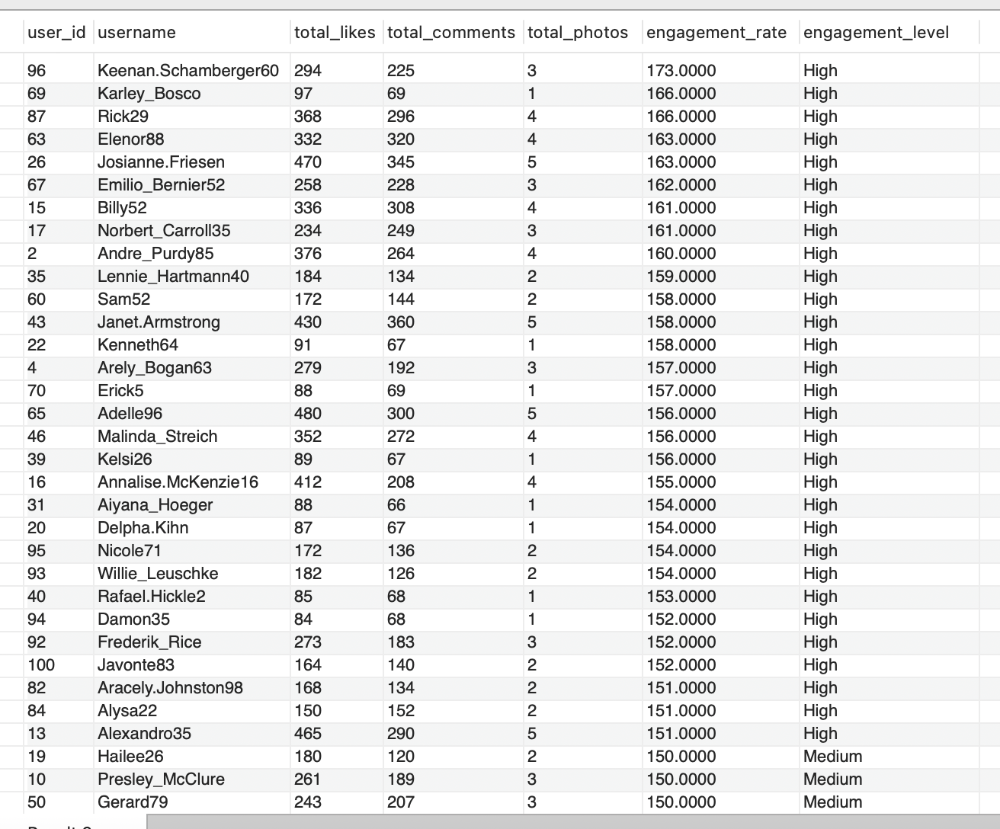 user_id username total_likes total_comments total_photos engagement_rate engagement_level
96 Keenan.Schamberger60 294 225 3 173.0000 High
69 Karley_Bosco 97 69 1 166.0000 High
87 Rick29 368 296 4 166.0000 High
63 Elenor88 332 320 4 163.0000 High
26 Josianne.Friesen 470 345 5 163.0000 High
67 Emilio_Bernier52 258 228 3 162.0000 High
15 Billy52 336 308 4 161.0000 High
17 Norbert_Carroll35 234 249 3 161.0000 High
2 Andre_Purdy85 376 264 4 160.0000 High
35 Lennie_Hartmann40 184 134 2 159.0000 High
60 Sam52 172 144 2 158.0000 High
43 Janet.Armstrong 430 360 5 158.0000 High
22 Kenneth64 91 67 1 158.0000 High
4 Arely_Bogan63 279 192 3 157.0000 High
70 Erick5 88 69 1 157.0000 High
65 Adelle96 480 300 5 156.0000 High
46 Malinda_Streich 352 272 4 156.0000 High
39 Kelsi26 89 67 1 156.0000 High
16 Annalise.McKenzie16 412 208 4 155.0000 High
31 Aiyana_Hoeger 88 66 1 154.0000 High
20 Delpha.Kihn 87 67 1 154.0000 High
95 Nicole71 172 136 2 154.0000 High
93 Willie_Leuschke 182 126 2 154.0000 High
40 Rafael.Hickle2 85 68 1 153.0000 High
94 Damon35 84 68 1 152.0000 High
92 Frederik_Rice 273 183 3 152.0000 High
100 Javonte83 164 140 2 152.0000 High
82 Aracely.Johnston98 168 134 2 151.0000 High
84 Alysa22 150 152 2 151.0000 High
13 Alexandro35 465 290 5 151.0000 High
19 Hailee26 180 120 2 150.0000 Medium
10 Presley_McClure 261 189 3 150.0000 Medium
50 Gerard79 243 207 3 150.0000 Medium